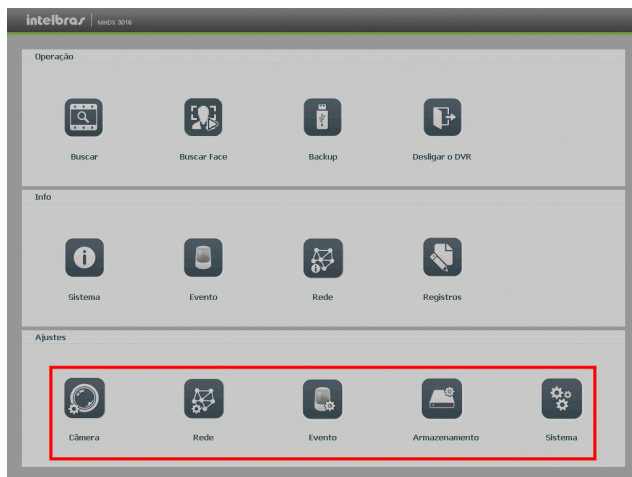 intelbras MHDX 3016
Operação
Buscar Buscar Face Backup Desligar o DVR
Info
Sistema Evento Rede Registros
Ajustes
Câmera Rede Evento Armazenamento Sistema